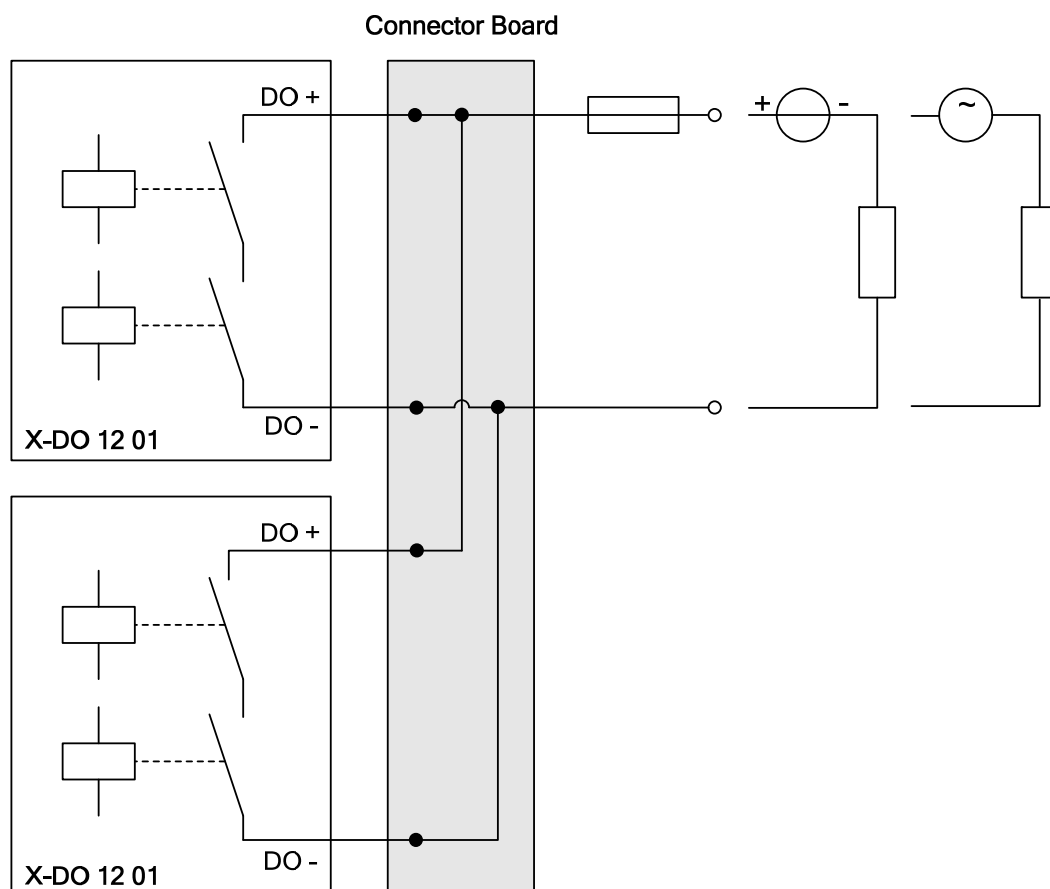 Connector Board
DO +
+ -
~
DO -
X-DO 12 01
DO +
DO -
X-DO 12 01